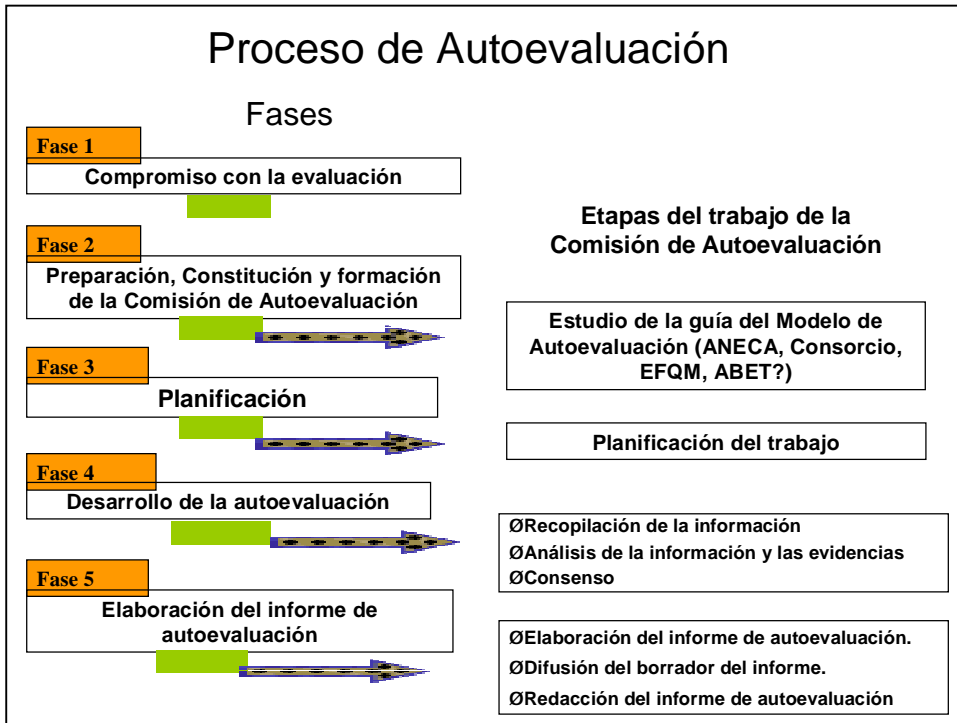 Proceso de Autoevaluación
Fases
Fase 1
Compromiso con la evaluación
Fase 2
Preparación, Constitución y formación
de la Comisión de Autoevaluación
Fase 3
Planificación
Fase 4
Desarrollo de la autoevaluación
Fase 5
Elaboración del informe de
autoevaluación
Etapas del trabajo de la
Comisión de Autoevaluación
Estudio de la guía del Modelo de
Autoevaluación (ANECA, Consorcio,
EFQM, ABET?)
Planificación del trabajo
ØRecopilación de la información
ØAnálisis de la información y las evidencias
ØConsenso
ØElaboración del informe de autoevaluación.
ØDifusión del borrador del informe.
ØRedacción del informe de autoevaluación